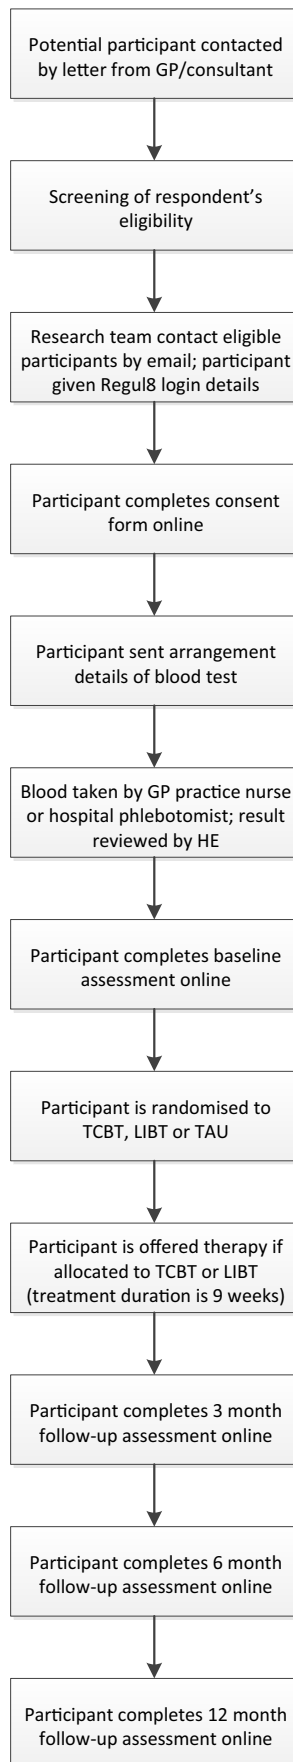 Potential participant contacted
by letter from GP/consultant
Screening of respondent's
eligibility
Research team contact eligible
participants by email; participant
given Regul8 login details
Participant completes consent
form online
Participant sent arrangement
details of blood test
Blood taken by GP practice nurse
or hospital phlebotomist; result
reviewed by HE
Participant completes baseline
assessment online
Participant is randomised to
TCBT, LIBT or TAU
Participant is offered therapy if
allocated to TCBT or LIBT
(treatment duration is 9 weeks)
Participant completes 3 month
follow-up assessment online
Participant completes 6 month
follow-up assessment online
Participant completes 12 month
follow-up assessment online